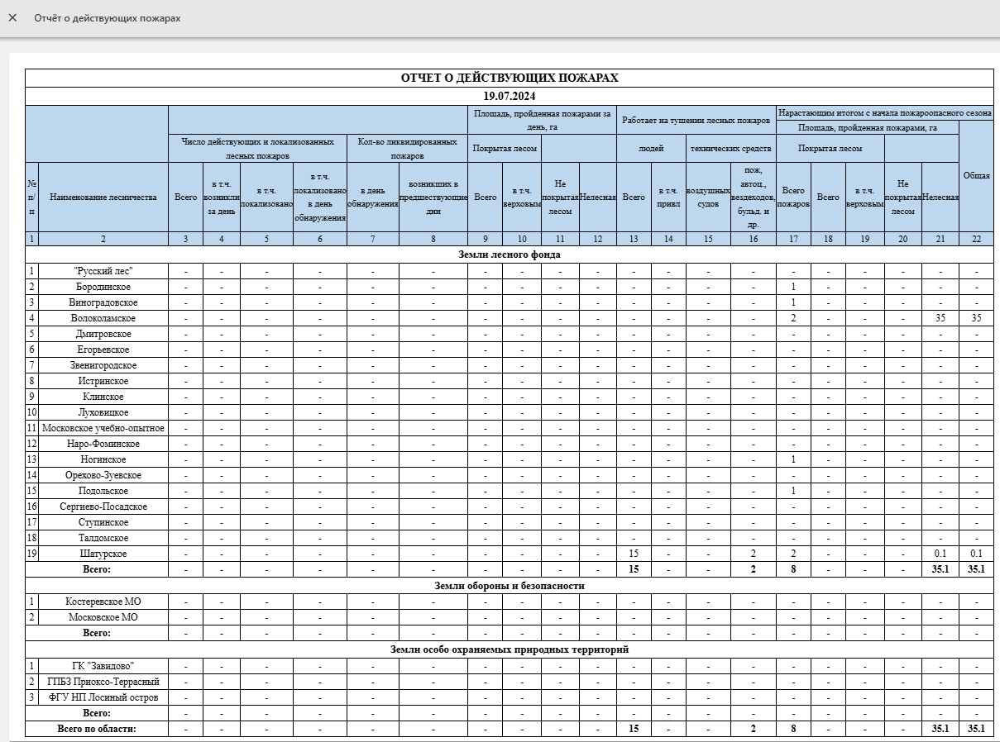 Отчёт о действующих пожарах
ОТЧЕТ О ДЕЙСТВУЮЩИХ ПОЖАРАХ
19.07.2024
Площадь, пройденная пожарами за день, га
Работает на тушении лесных пожаров
Нарастающим итогом с начала пожароопасного сезона
Площадь, пройденная пожарами, га
Общая
Число действующих и локализованных лесных пожаров
Кол-во ликвидированных пожаров
Покрытая лесом
людей
технических средств
Покрытая лесом
№ п/п
Наименование лесничества
Всего
в т.ч. возникли за день
в т.ч. локализовано
в т.ч. локализовано в день обнаружения
в день обнаружения
возникших в предшествующие дни
Всего
в т.ч. верховым
Не покрытая лесом
Нелесная
Всего
в т.ч. привл
воздушных судов
пож, автоц., вездеходов, бульд. и др.
Всего пожаров
Всего
в т.ч. верховым
Не покрытая лесом
Нелесная
1 2 3 4 5 6 7 8 9 10 11 12 13 14 15 16 17 18 19 20 21 22
Земли лесного фонда
1 "Русский лес" - - - - - - - - - - - - - - - - - - - -
2 Бородинское - - - - - - - - - - - - - - 1 - - - - -
3 Виноградовское - - - - - - - - - - - - - - 1 - - - - -
4 Волоколамское - - - - - - - - - - - - - - 2 - - - 35 35
5 Дмитровское - - - - - - - - - - - - - - - - - - - -
6 Егорьевское - - - - - - - - - - - - - - - - - - - -
7 Звенигородское - - - - - - - - - - - - - - - - - - - -
8 Истринское - - - - - - - - - - - - - - - - - - - -
9 Клинское - - - - - - - - - - - - - - - - - - - -
10 Луховицкое - - - - - - - - - - - - - - - - - - - -
11 Московское учебно-опытное - - - - - - - - - - - - - - - - - - - -
12 Наро-Фоминское - - - - - - - - - - - - - - - - - - - -
13 Ногинское - - - - - - - - - - - - - - 1 - - - - -
14 Орехово-Зуевское - - - - - - - - - - - - - - - - - - - -
15 Подольское - - - - - - - - - - - - - - 1 - - - - -
16 Сергиево-Посадское - - - - - - - - - - - - - - - - - - - -
17 Ступинское - - - - - - - - - - - - - - - - - - - -
18 Талдомское - - - - - - - - - - - - - - - - - - - -
19 Шатурское - - - - - - - - - - 15 - - 2 2 - - - 0.1 0.1
Всего: - - - - - - - - - - 15 - - 2 8 - - - 35.1 35.1
Земли обороны и безопасности
1 Костеревское МО - - - - - - - - - - - - - - - - - - - -
2 Московское МО - - - - - - - - - - - - - - - - - - - -
Всего: - - - - - - - - - - - - - - - - - - - -
Земли особо охраняемых природных территорий
1 ГК "Завидово" - - - - - - - - - - - - - - - - - - - -
2 ГПБЗ Приоксо-Террасный - - - - - - - - - - - - - - - - - - - -
3 ФГУ НП Лосиный остров - - - - - - - - - - - - - - - - - - - -
Всего: - - - - - - - - - - - - - - - - - - - -
Всего по области: - - - - - - - - - - 15 - - 2 8 - - - 35.1 35.1